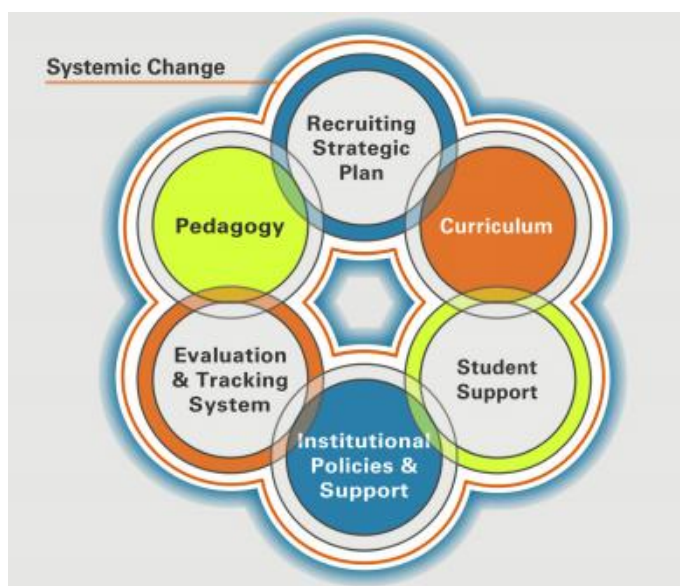 Systemic Change
Recruiting
Strategic
Plan
Pedagogy
Curriculum
Evaluation
& Tracking
System
Student
Support
Institutional
Policies &
Support